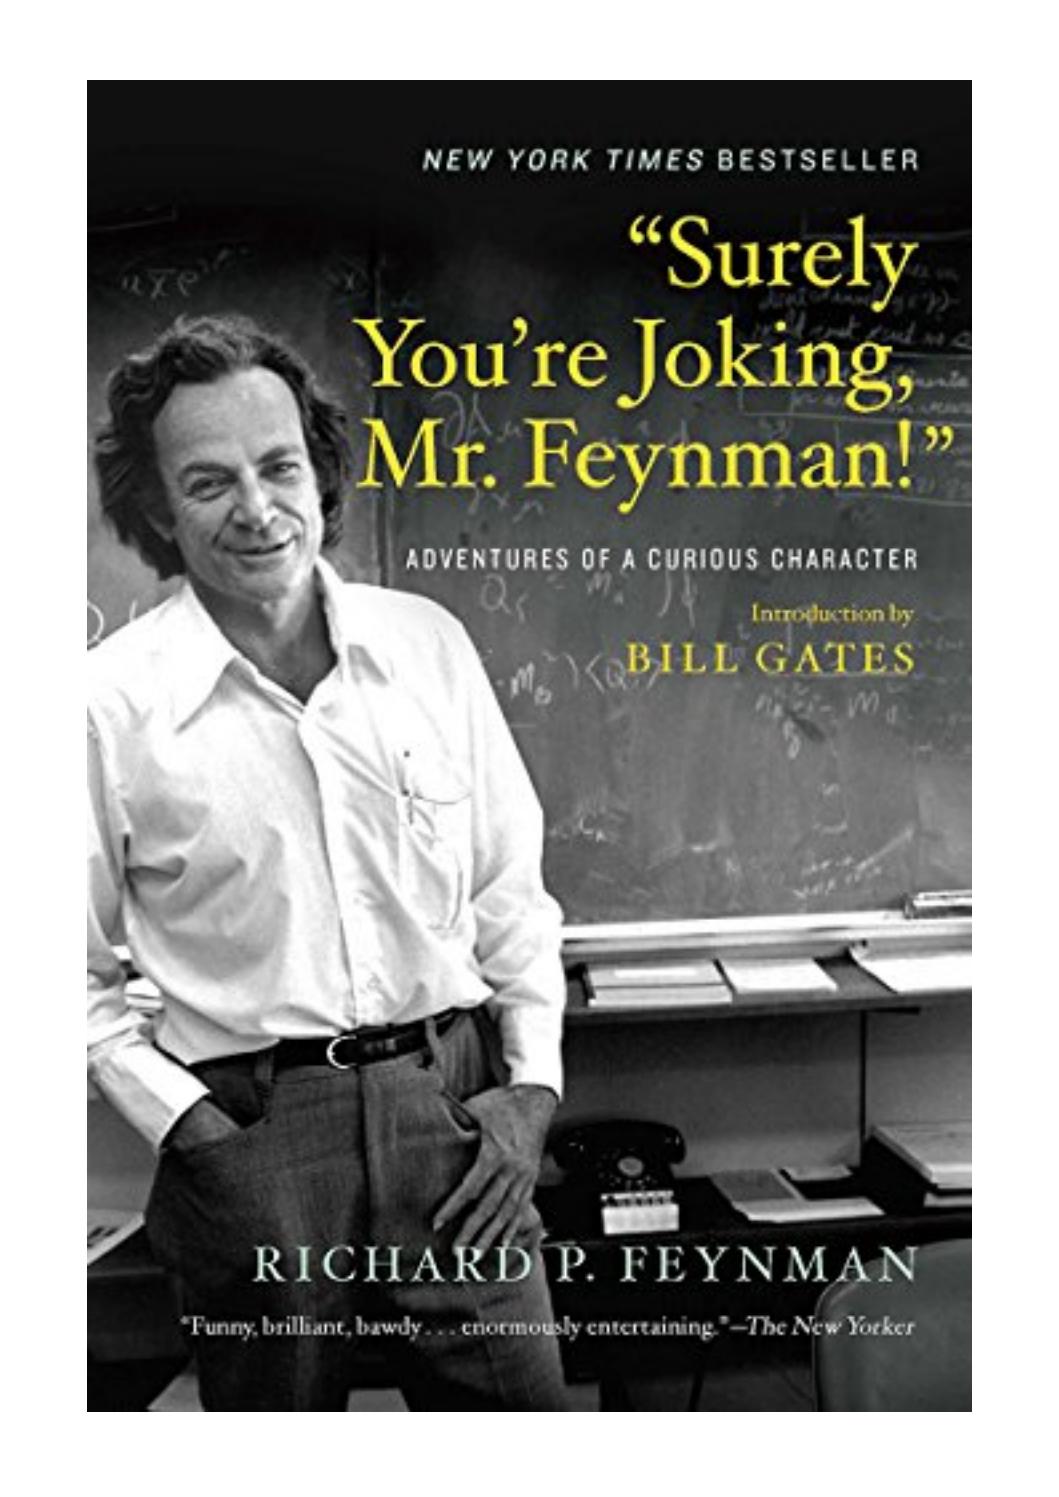 NEW YORK TIMES BESTSELLER
“Surely
You’re Joking,
Mr. Feynman!”
ADVENTURES OF A CURIOUS CHARACTER
Introduction by
BILL GATES
RICHARD P. FEYNMAN
“Funny, brilliant, bawdy . . . enormously entertaining.”—The New Yorker